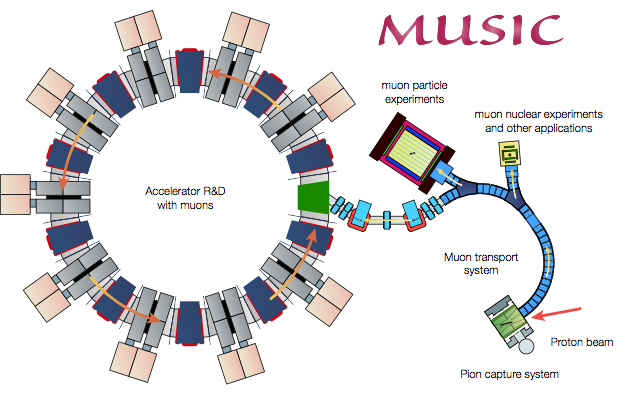 MUSIC
muon particle
experiments
muon nuclear experiments
and other applications
Accelerator R&D
with muons
Muon transport
system
Proton beam
Pion capture system